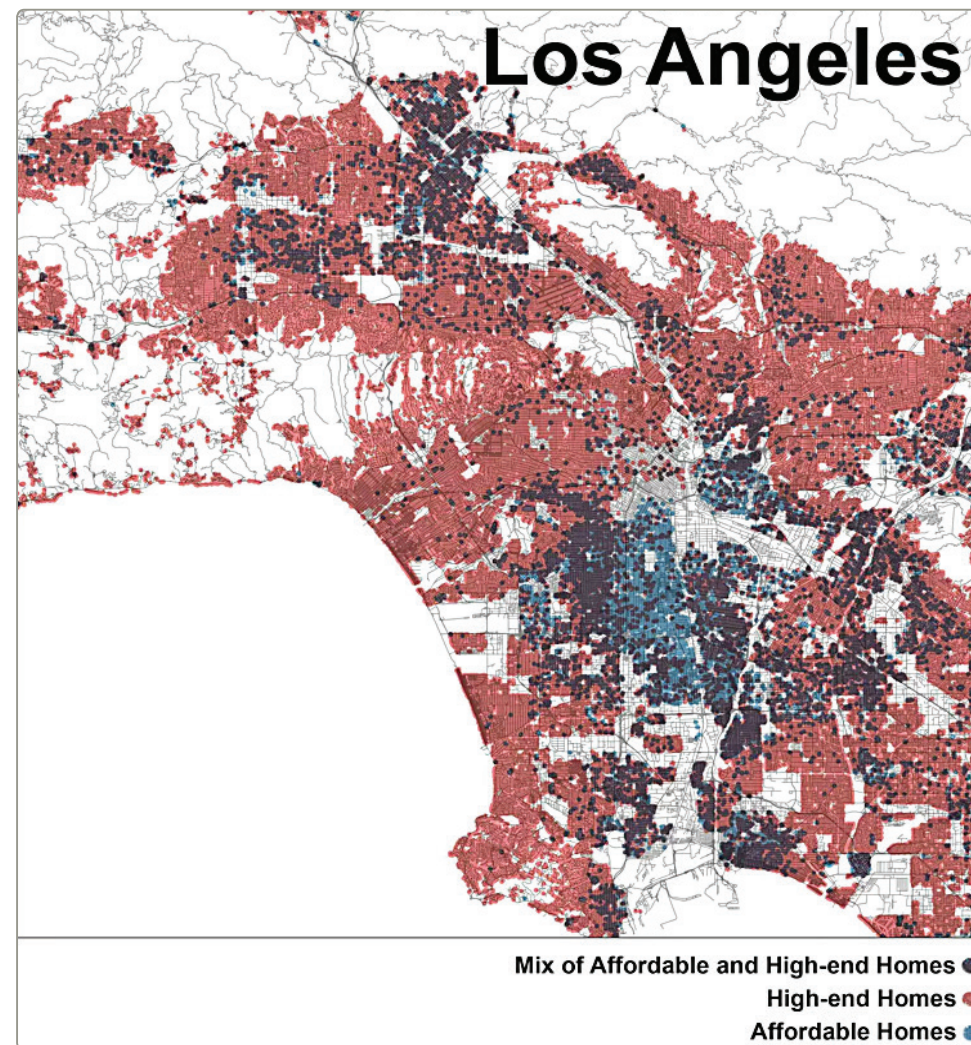 Los Angeles
Mix of Affordable and High-end Homes
High-end Homes
Affordable Homes